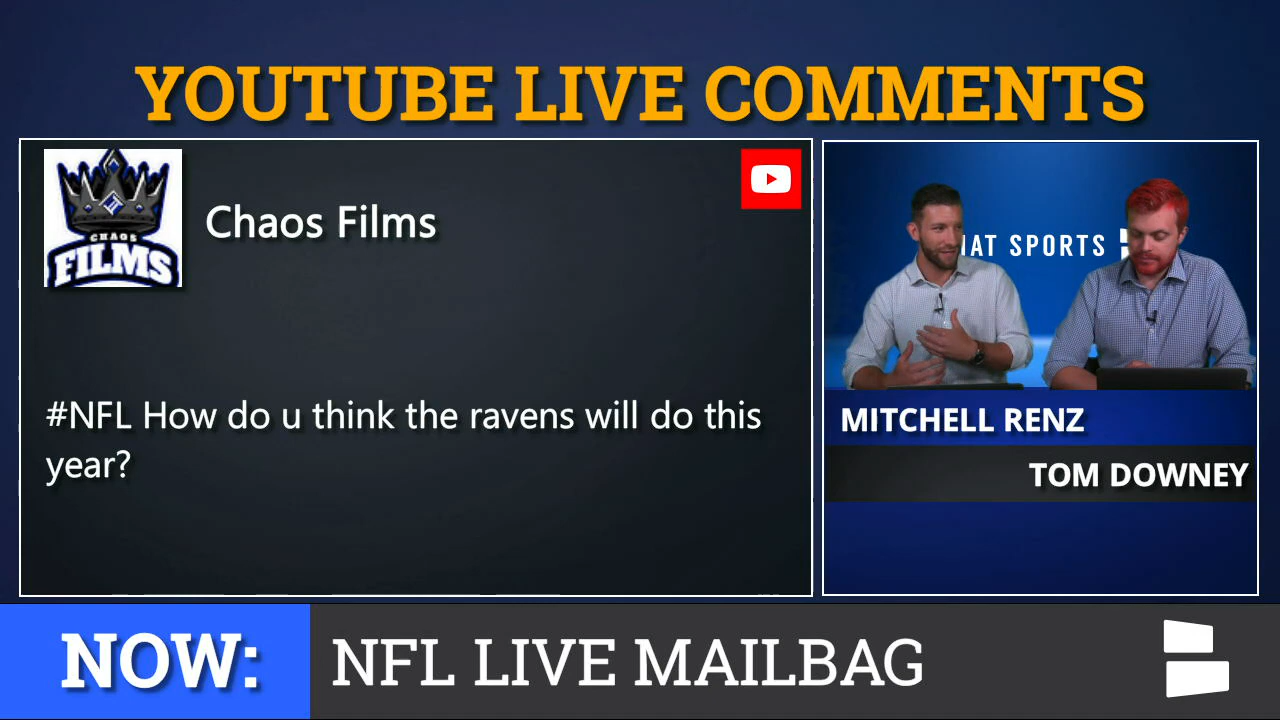 YOUTUBE LIVE COMMENTS
CHAOS
FILMS
Chaos Films
#NFL How do u think the ravens will do this
year?
HAT SPORTS
MITCHELL RENZ
TOM DOWNEY
NOW:
NFL LIVE MAILBAG